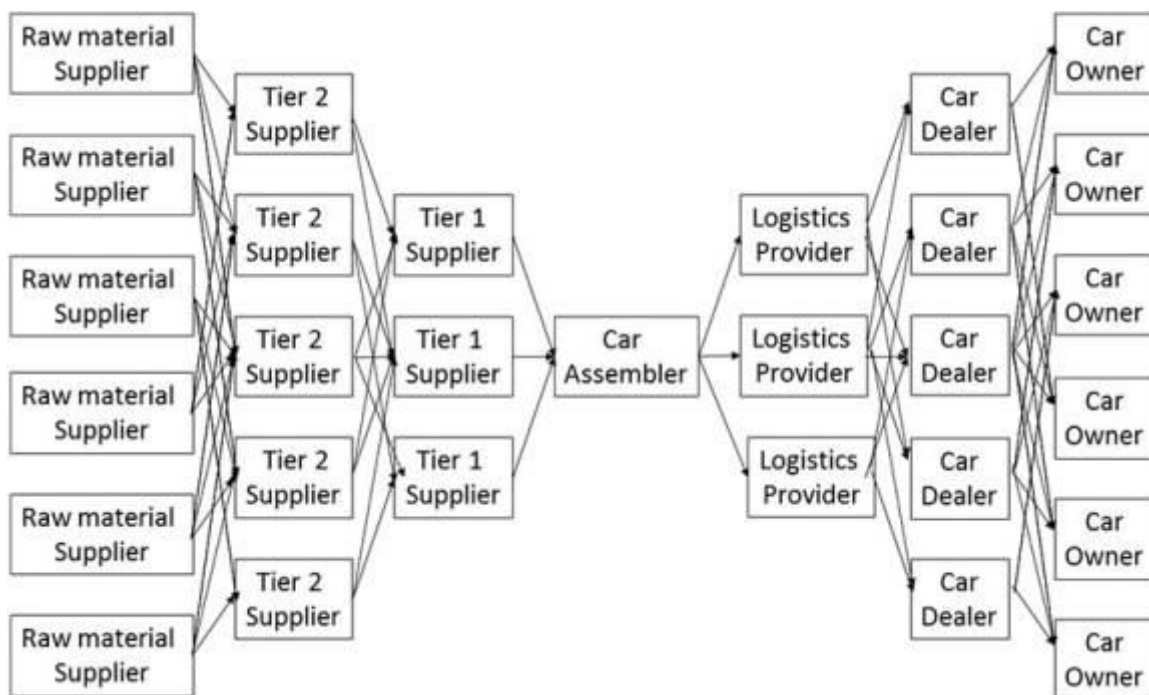 Raw material
Supplier
Raw material
Supplier
Raw material
Supplier
Raw material
Supplier
Raw material
Supplier
Raw material
Supplier
Tier 2
Supplier
Tier 2
Supplier
Tier 2
Supplier
Tier 2
Supplier
Tier 2
Supplier
Tier 1
Supplier
Tier 1
Supplier
Tier 1
Supplier
Car
Assembler
Logistics
Provider
Logistics
Provider
Logistics
Provider
Car
Dealer
Car
Dealer
Car
Dealer
Car
Dealer
Car
Dealer
Car
Owner
Car
Owner
Car
Owner
Car
Owner
Car
Owner
Car
Owner